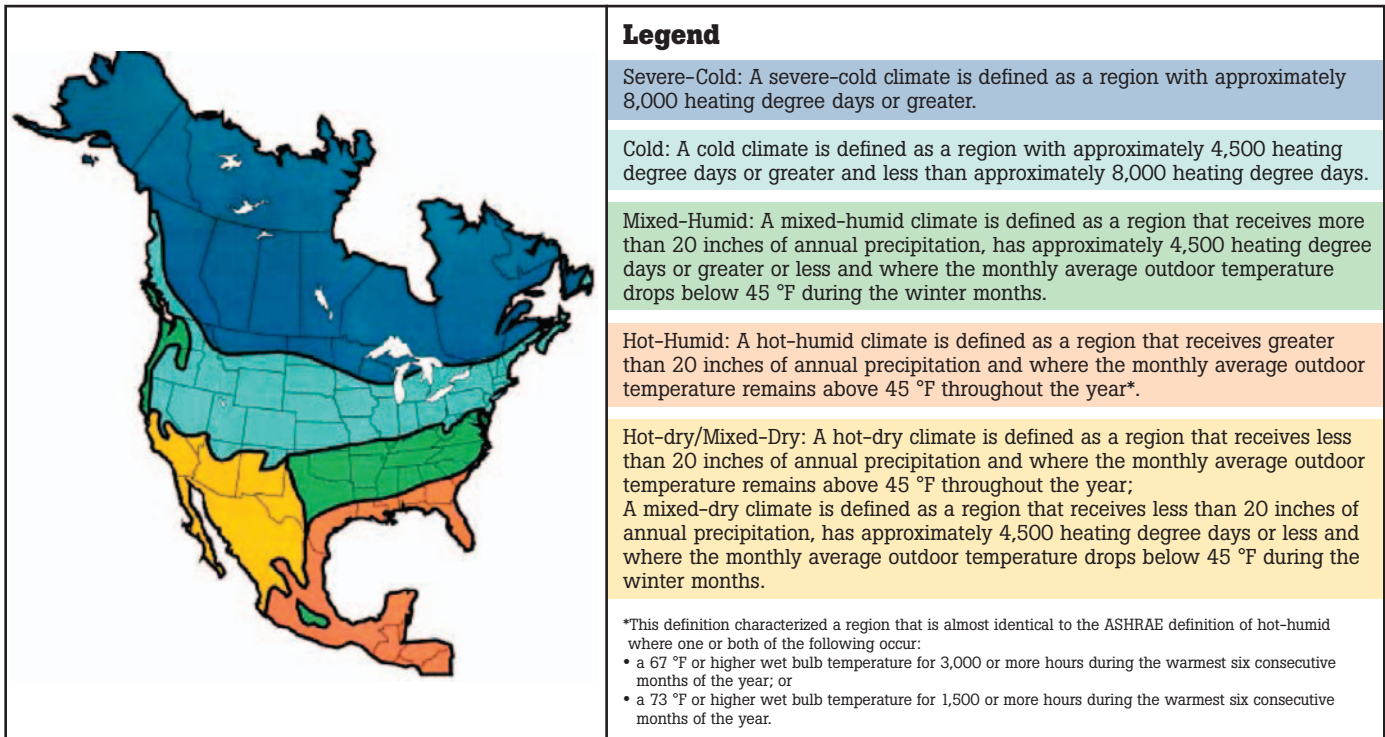 Legend
Severe-Cold: A severe-cold climate is defined as a region with approximately
8,000 heating degree days or greater.
Cold: A cold climate is defined as a region with approximately 4,500 heating
degree days or greater and less than approximately 8,000 heating degree days.
Mixed-Humid: A mixed-humid climate is defined as a region that receives more
than 20 inches of annual precipitation, has approximately 4,500 heating degree
days or greater or less and where the monthly average outdoor temperature
drops below 45 °F during the winter months.
Hot-Humid: A hot-humid climate is defined as a region that receives greater
than 20 inches of annual precipitation and where the monthly average outdoor
temperature remains above 45 °F throughout the year*.
Hot-dry/Mixed-Dry: A hot-dry climate is defined as a region that receives less
than 20 inches of annual precipitation and where the monthly average outdoor
temperature remains above 45 °F throughout the year;
A mixed-dry climate is defined as a region that receives less than 20 inches of
annual precipitation, has approximately 4,500 heating degree days or less and
where the monthly average outdoor temperature drops below 45 °F during the
winter months.
*This definition characterized a region that is almost identical to the ASHRAE definition of hot-humid
where one or both of the following occur:
• a 67 °F or higher wet bulb temperature for 3,000 or more hours during the warmest six consecutive
months of the year; or
• a 73 °F or higher wet bulb temperature for 1,500 or more hours during the warmest six consecutive
months of the year.